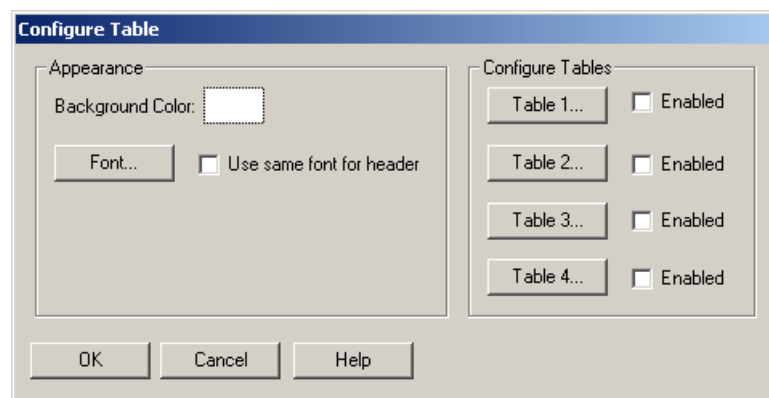 Configure Table
Appearance
Background Color:
Font...
Use same font for header
Configure Tables
Table 1...
Enabled
Table 2...
Enabled
Table 3...
Enabled
Table 4...
Enabled
OK
Cancel
Help